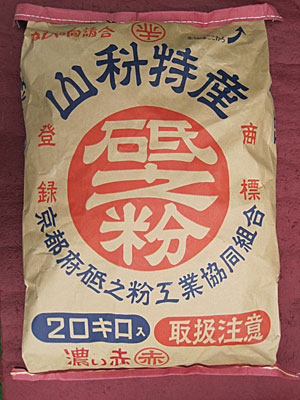 赤
山科特産
登録
商標
砥之粉
京都府砥之粉工業協同組合
20キロ入
取扱注意
濃い赤 赤